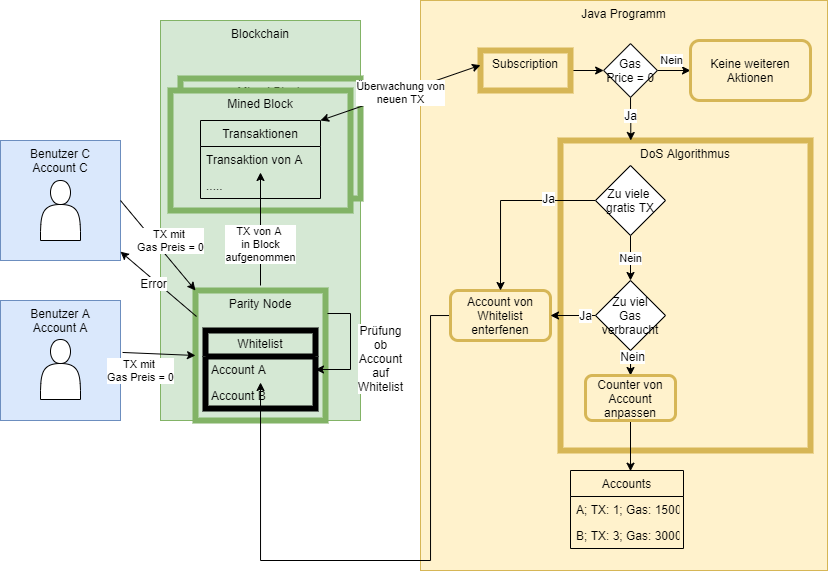 Java Programm
Blockchain
Subscription
Gas
Price = 0
Nein
Keine weiteren
Aktionen
Überwachung von
neuen TX
Mined Block
Transaktionen
Transaktion von A
.....
Ja
DoS Algorithmus
Benutzer C
Account C
Zu viele
gratis TX
Ja
TX mit
Gas Preis = 0
TX von A
in Block
aufgenommen
Nein
Error
Parity Node
Account von
Whitelist
enterfenen
Ja
Zu viel
Gas
verbraucht
Benutzer A
Account A
Whitelist
Account A
Account B
Prüfung
ob
Account
auf
Whitelist
TX mit
Gas Preis = 0
Nein
Counter von
Account
anpassen
Accounts
A; TX: 1; Gas: 1500
B; TX: 3; Gas: 3000